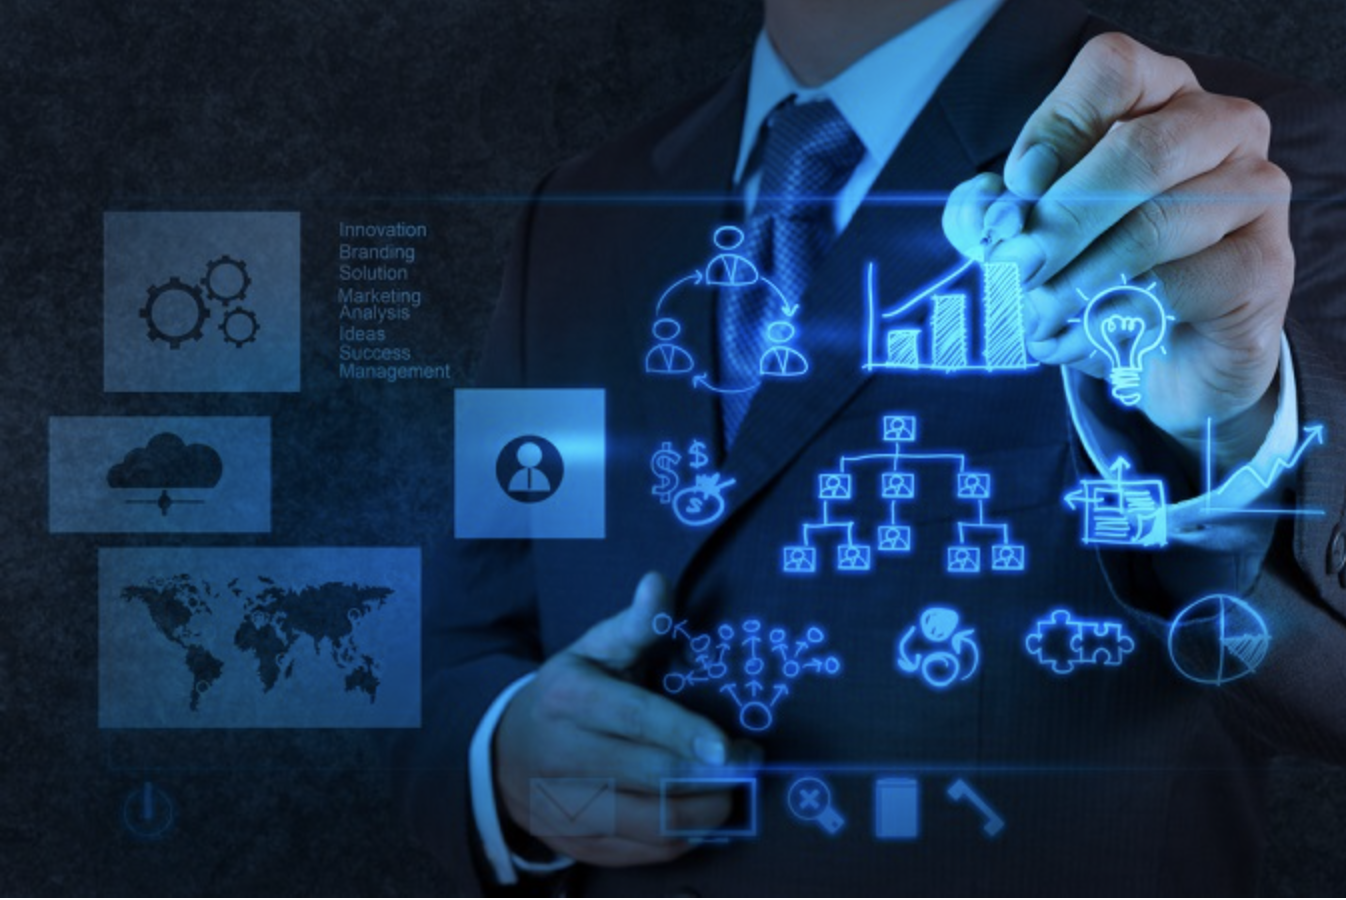 Innovation
Branding
Solution
Marketing
Analysis
Ideas
Success
Management
$
$
$